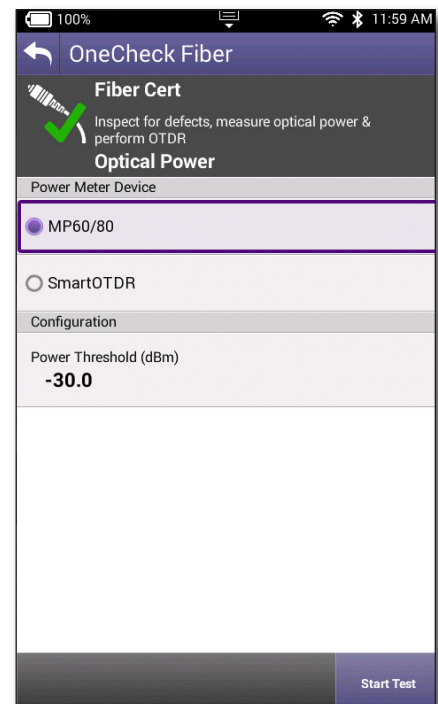 100%
11:59 AM
OneCheck Fiber
Fiber Cert
Inspect for defects, measure optical power &
perform OTDR
Optical Power
Power Meter Device
MP60/80
SmartOTDR
Configuration
Power Threshold (dBm)
-30.0
Start Test